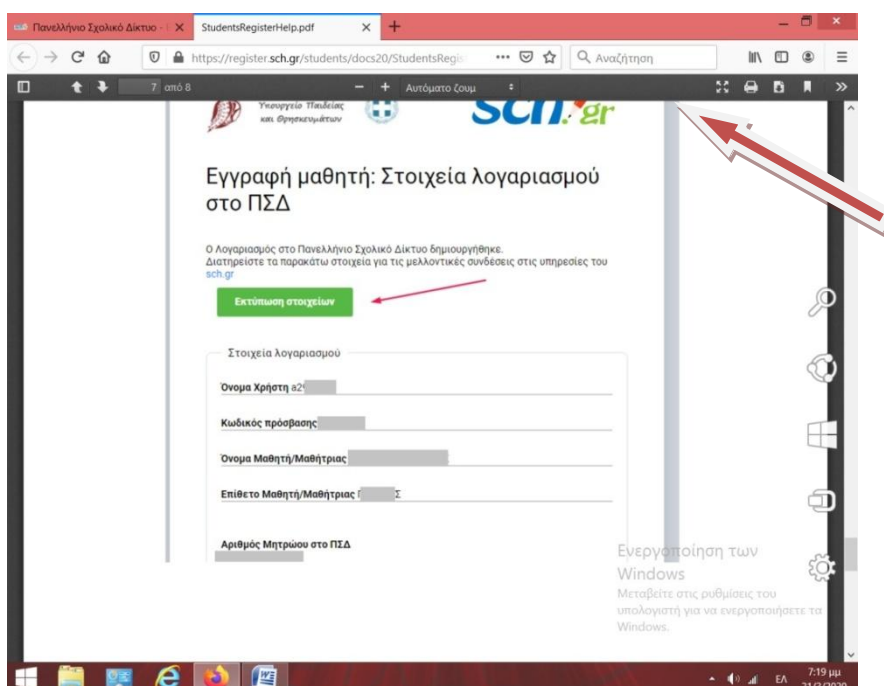 Πανελλήνιο Σχολικό Δίκτυο -
StudentsRegisterHelp.pdf
https://register.sch.gr/students/docs20/StudentsRegis
Αναζήτηση
7 από 8
Αυτόματο ζουμ
Υπουργείο Παιδείας
και Θρησκευμάτων
sch.gr
Εγγραφή μαθητή: Στοιχεία λογαριασμού
στο ΠΣΔ
Ο Λογαριασμός στο Πανελλήνιο Σχολικό Δίκτυο δημιουργήθηκε.
Διατηρείστε τα παρακάτω στοιχεία για τις μελλοντικές συνδέσεις στις υπηρεσίες του
sch.gr
Εκτύπωση στοιχείων
Στοιχεία λογαριασμού
Όνομα Χρήστη
Κωδικός πρόσβασης
Όνομα Μαθητή/Μαθήτριας
Επίθετο Μαθητή/Μαθήτριας Σ
Αριθμός Μητρώου στο ΠΣΔ
Ενεργοποίηση των
Windows
Μεταβείτε στις ρυθμίσεις του
υπολογιστή για να ενεργοποιήσετε τα
Windows.
ΕΛ
7:19 μμ
21/3/2020